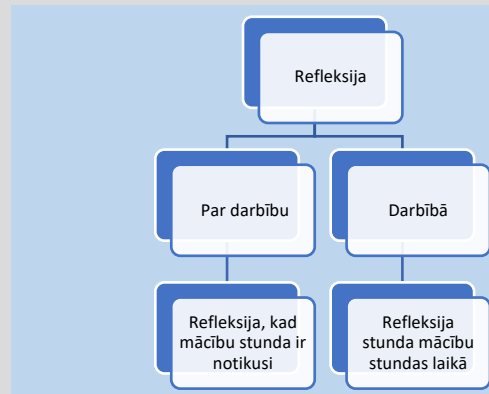 Refleksija
Par darbību
Darbībā
Refleksija, kad
mācību stunda ir
notikusi
Refleksija
stunda mācību
stundas laikā